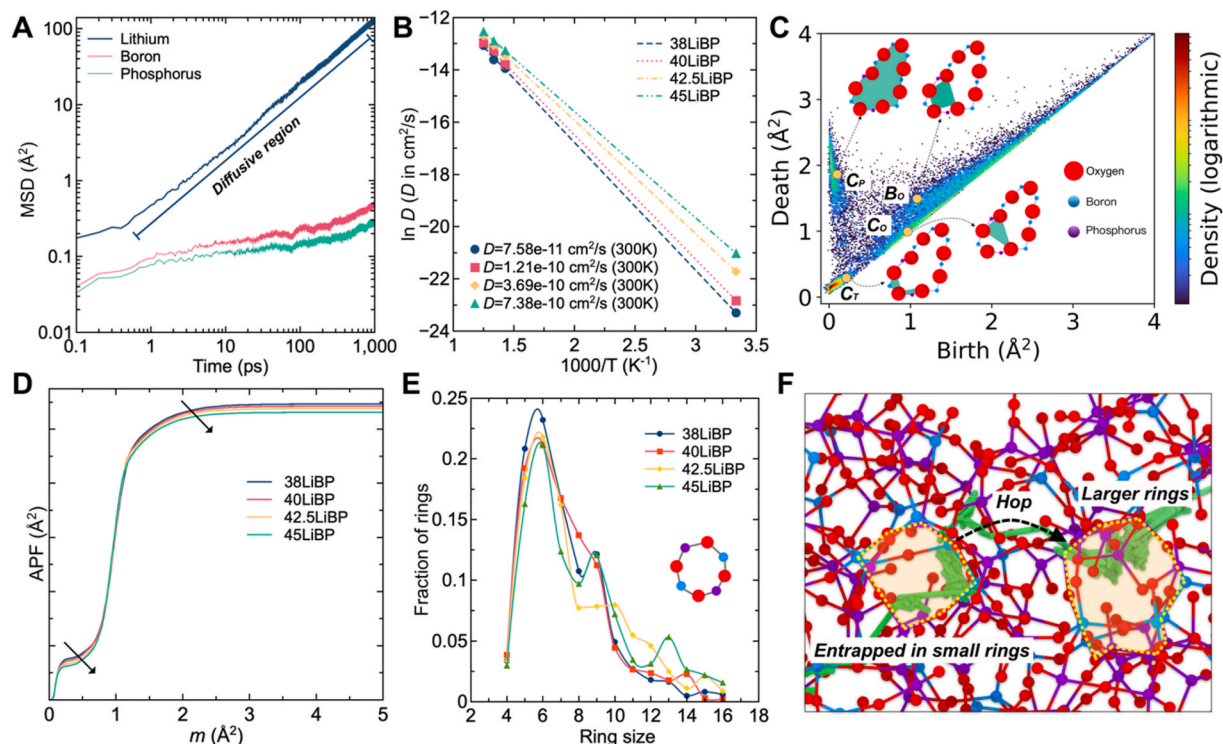 A
Lithium
Boron
Phosphorus
Diffusive region
MSD (Å²)
100
10
1
0.1
0.01
0.1
1
10
100
1,000
Time (ps)
B
38LiBP
40LiBP
42.5LiBP
45LiBP
D=7.58e-11 cm²/s (300K)
D=1.21e-10 cm²/s (300K)
D=3.69e-10 cm²/s (300K)
D=7.38e-10 cm²/s (300K)
ln D (D in cm²/s)
−12
−13
−14
−16
−18
−20
−22
−24
1.0
1.5
2.0
2.5
3.0
3.5
1000/T (K⁻¹)
C
Death (Å²)
4
3
2
1
0
0
1
2
3
4
Birth (Å²)
C_P
B_O
C_O
C_T
Oxygen
Boron
Phosphorus
Density (logarithmic)
D
APF (Å²)
38LiBP
40LiBP
42.5LiBP
45LiBP
0
1
2
3
4
5
m (Å²)
E
Fraction of rings
0.25
0.20
0.15
0.10
0.05
0
38LiBP
40LiBP
42.5LiBP
45LiBP
2
4
6
8
10
12
14
16
18
Ring size
F
Hop
Larger rings
Entrapped in small rings